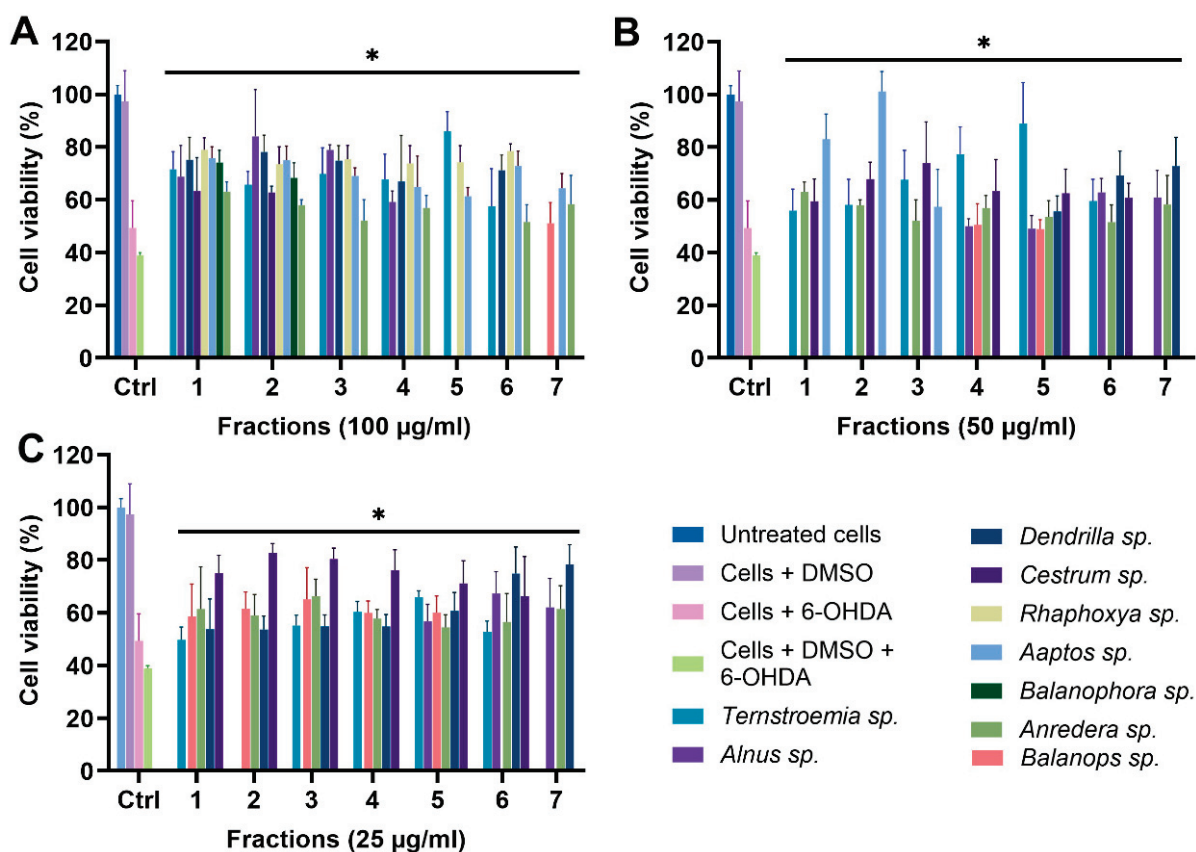 A
*
120
100
80
60
40
20
0
Cell viability (%)
Ctrl 1 2 3 4 5 6 7
Fractions (100 µg/ml)
B
*
120
100
80
60
40
20
0
Cell viability (%)
Ctrl 1 2 3 4 5 6 7
Fractions (50 µg/ml)
C
*
120
100
80
60
40
20
0
Cell viability (%)
Ctrl 1 2 3 4 5 6 7
Fractions (25 µg/ml)
Untreated cells
Cells + DMSO
Cells + 6-OHDA
Cells + DMSO +
6-OHDA
Ternstroemia sp.
Alnus sp.
Dendrilla sp.
Cestrum sp.
Rhaphoxya sp.
Aaptos sp.
Balanophora sp.
Anredera sp.
Balanops sp.